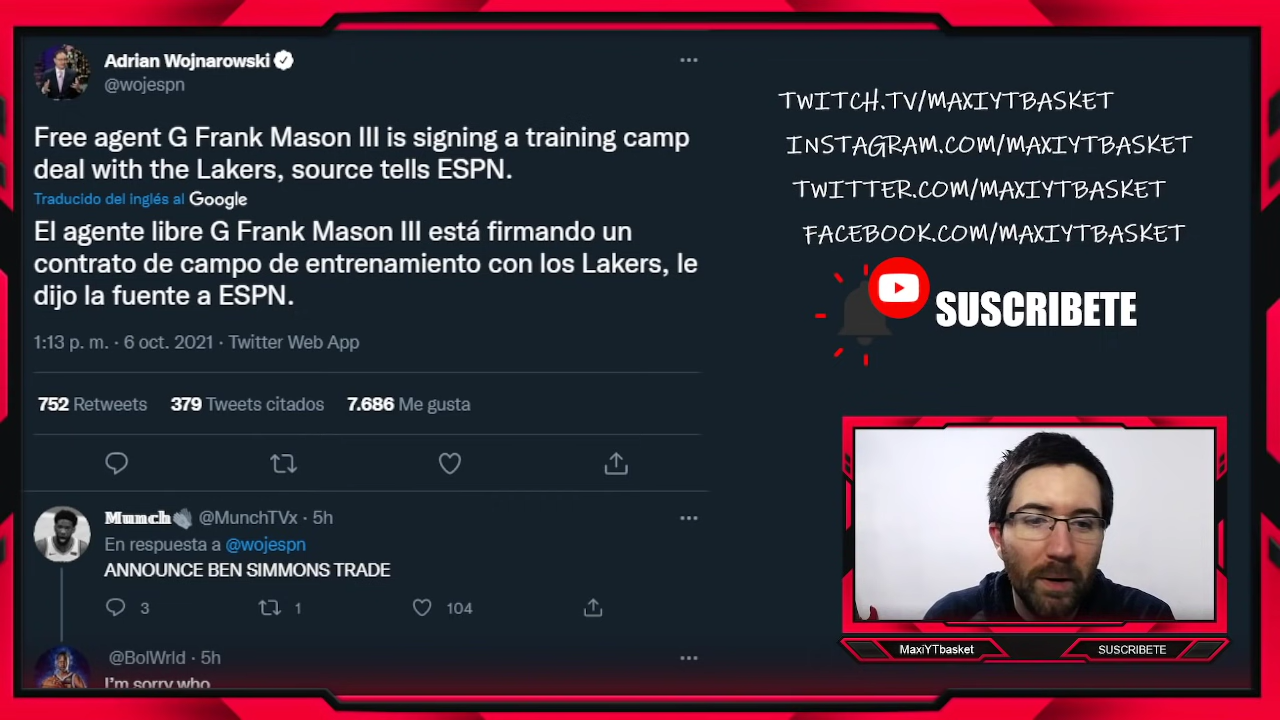 Adrian Wojnarowski
@wojespn
Free agent G Frank Mason III is signing a training camp
deal with the Lakers, source tells ESPN.
Traducido del inglés al Google
El agente libre G Frank Mason III está firmando un
contrato de campo de entrenamiento con los Lakers, le
dijo la fuente a ESPN.
1:13 p. m. · 6 oct. 2021 · Twitter Web App
752 Retweets 379 Tweets citados 7.686 Me gusta
Munch @MunchTVx · 5h
En respuesta a @wojespn
ANNOUNCE BEN SIMMONS TRADE
3 1 104
@BolWrld · 5h
I'm sorry who
TWITCH.TV/MAXIYTBASKET
INSTAGRAM.COM/MAXIYTBASKET
TWITTER.COM/MAXIYTBASKET
FACEBOOK.COM/MAXIYTBASKET
SUSCRIBETE
MaxiYTbasket
SUSCRIBETE